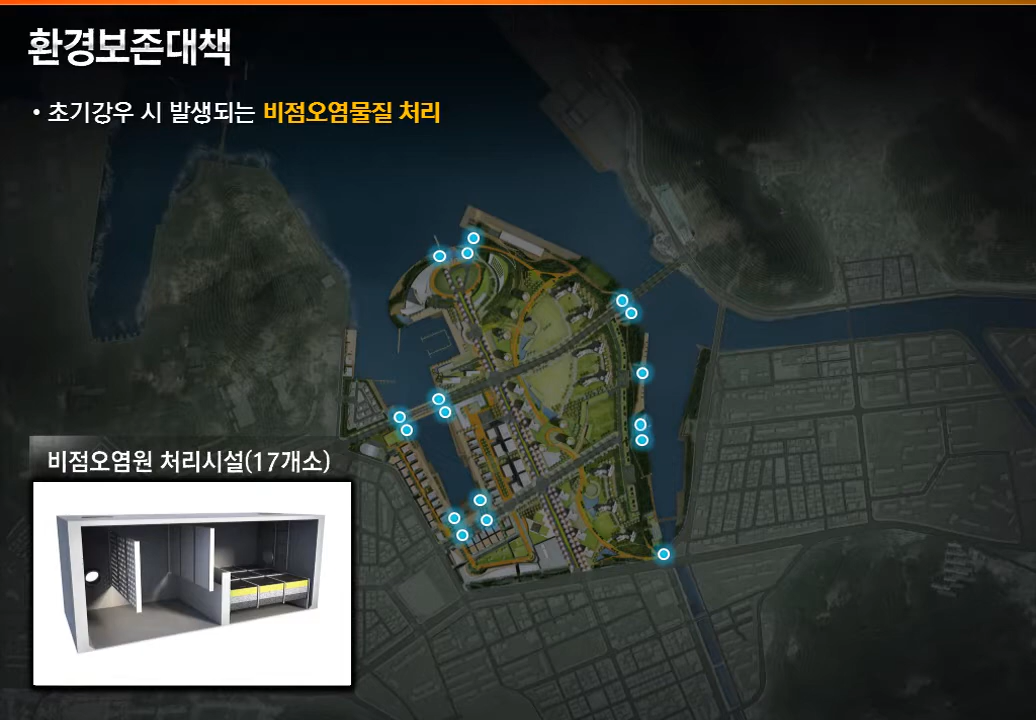 환경보존대책
• 초기강우 시 발생되는 비점오염물질 처리
비점오염원 처리시설(17개소)